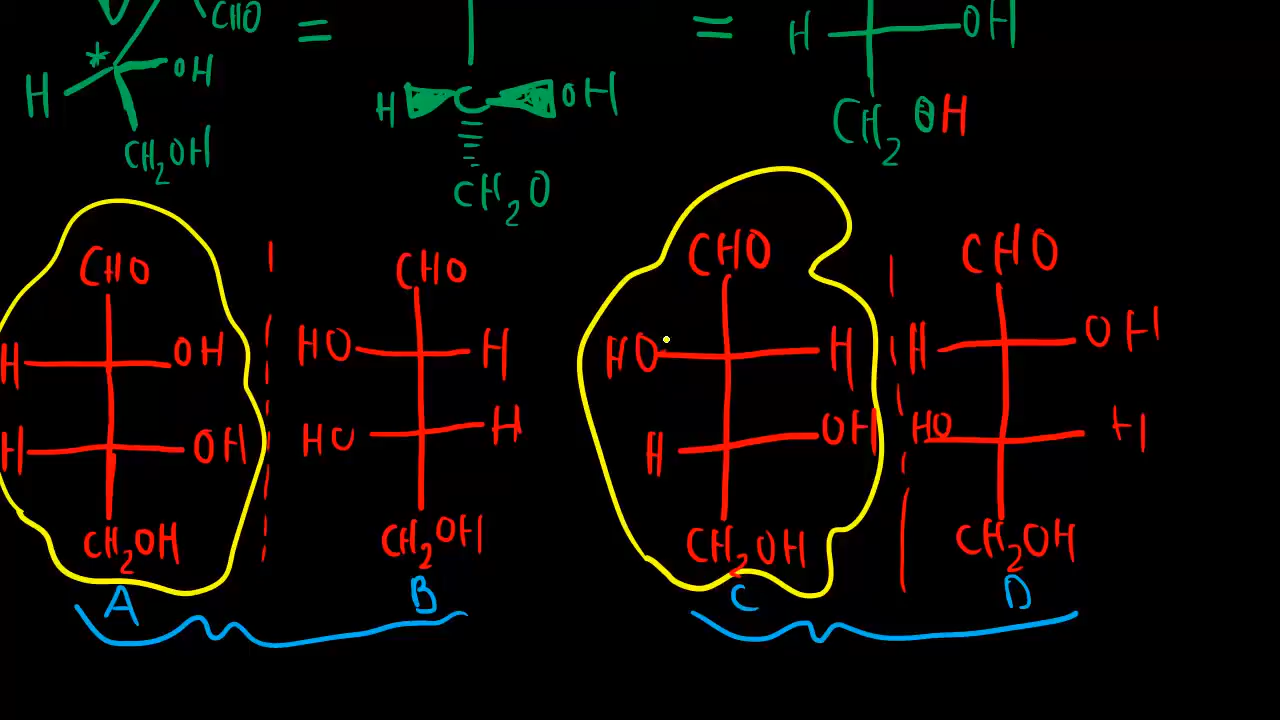 CHO
= =
H OH
* OH
H
H C OH
CH2OH
CH2OH
CH2O
CHO CHO CHO CHO
H OH HO H HO H H OH
H OH HO H H OH HO H
CH2OH CH2OH CH2OH CH2OH
A B C D